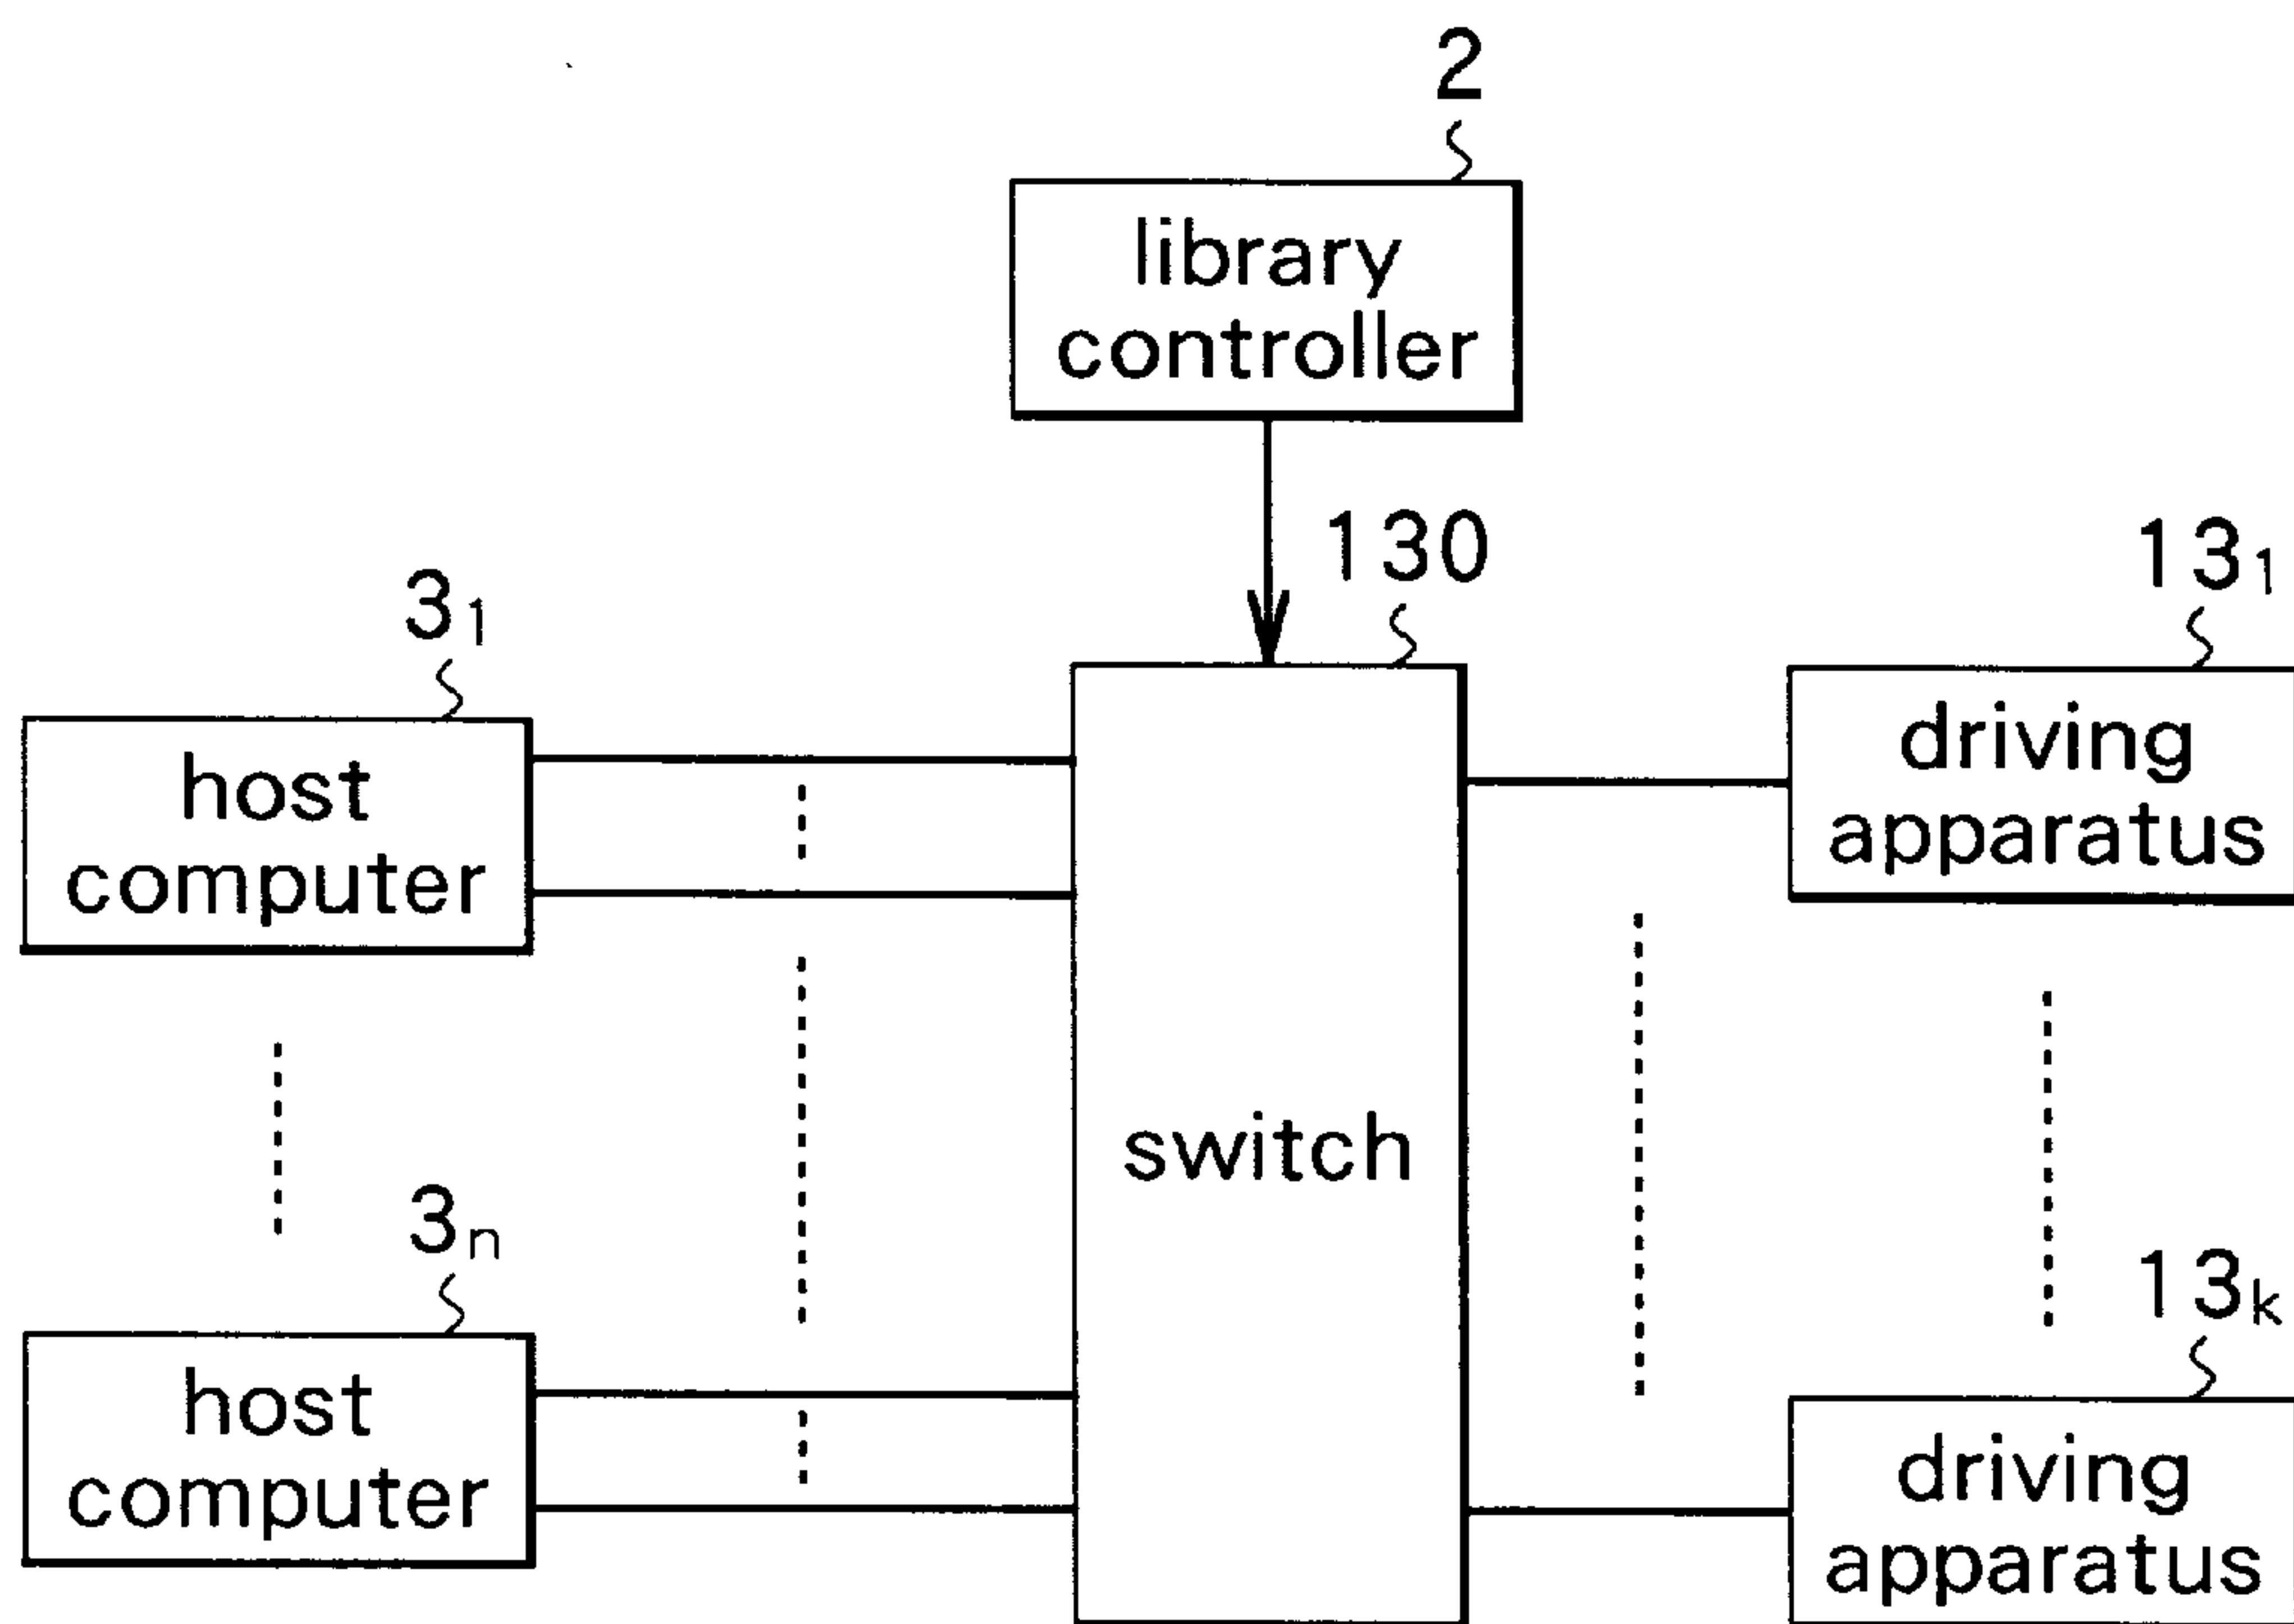 2
library
controller
130
3₁
13₁
host
computer
driving
apparatus
switch
3ₙ
13ₖ
host
computer
driving
apparatus